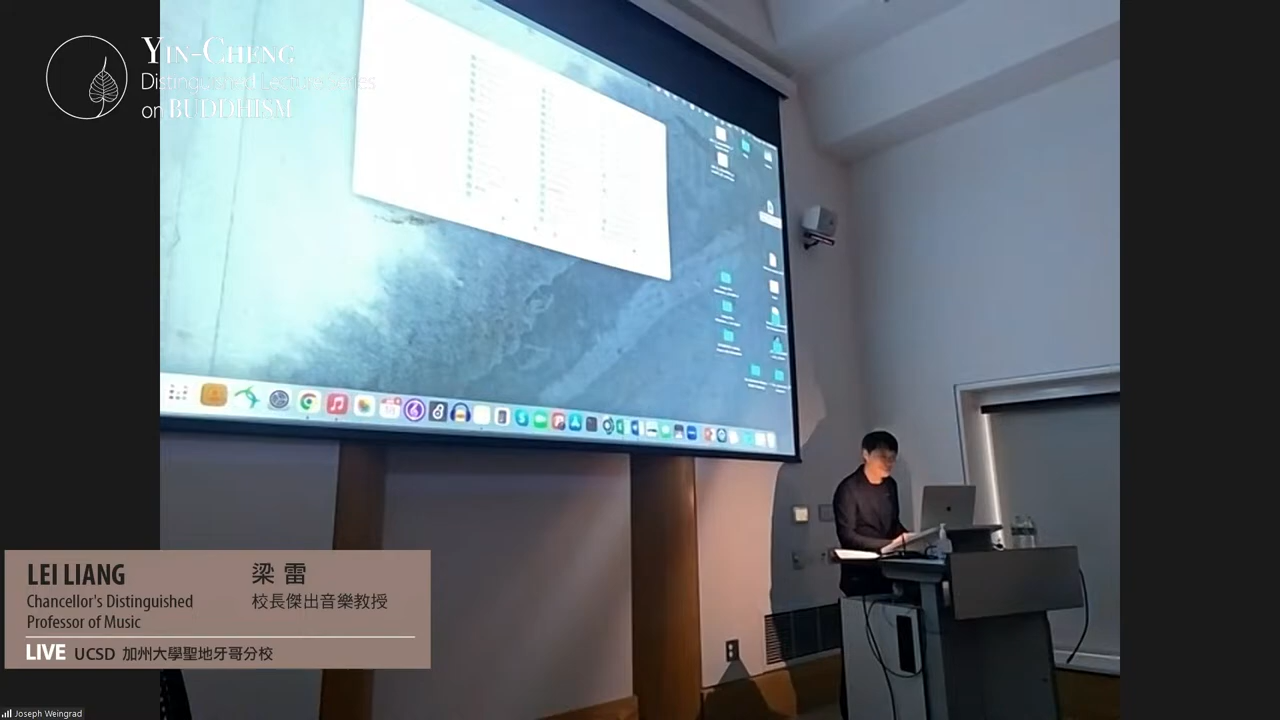 YIN-CHENG
Distinguished Lecture Series
on BUDDHISM
LEI LIANG
梁 雷
Chancellor's Distinguished
Professor of Music
校長傑出音樂教授
LIVE UCSD 加州大學聖地牙哥分校
Joseph Weingrad